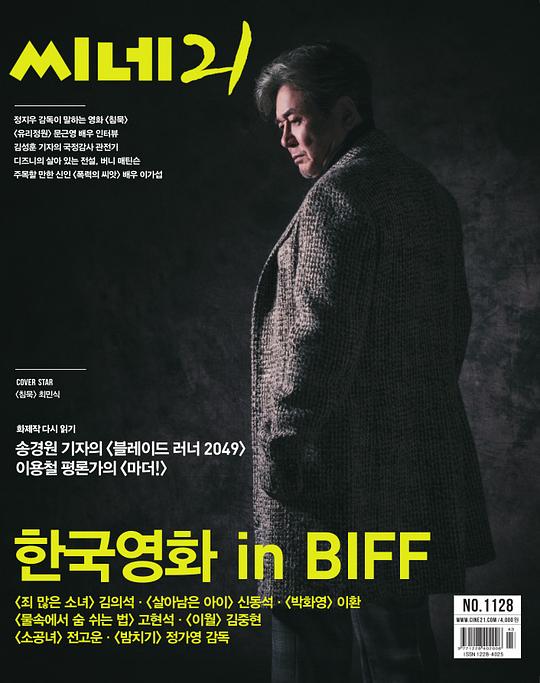 씨네21
정지우 감독이 말하는 영화 <침묵>
<유리정원> 문근영 배우 인터뷰
김성훈 기자의 국정감사 관전기
디즈니의 살아 있는 전설, 버니 매틴슨
주목할 만한 신인 <폭력의 씨앗> 배우 이가섭
COVER STAR
<침묵> 최민식
화제작 다시 읽기
송경원 기자의 <블레이드 러너 2049>
이용철 평론가의 <마더!>
한국영화 in BIFF
<죄 많은 소녀> 김의석 · <살아남은 아이> 신동석 · <박화영> 이환
<물속에서 숨 쉬는 법> 고현석 · <이월> 김중현
<소공녀> 전고운 · <밤치기> 정가영 감독
NO.1128
WWW.CINE21.COM/4,000원
43
9 771228 402006
ISSN 1228-4025